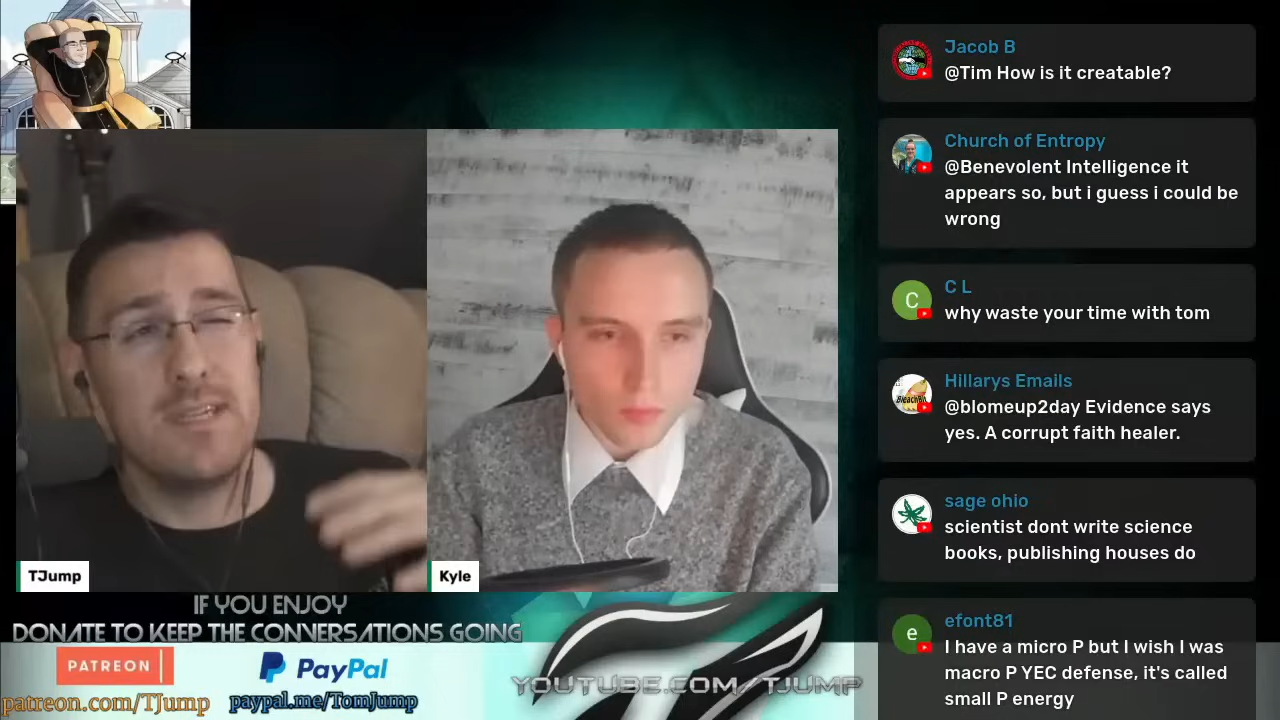 Jacob B
@Tim How is it creatable?
Church of Entropy
@Benevolent Intelligence it
appears so, but i guess i could be
wrong
C
C L
why waste your time with tom
BleachBit
Hillarys Emails
@blomeup2day Evidence says
yes. A corrupt faith healer.
sage ohio
scientist dont write science
books, publishing houses do
e
efont81
I have a micro P but I wish I was
macro P YEC defense, it's called
small P energy
TJump
Kyle
IF YOU ENJOY
DONATE TO KEEP THE CONVERSATIONS GOING
PATREON
PayPal
patreon.com/TJump
paypal.me/TomJump
YOUTUBE.COM/TJUMP